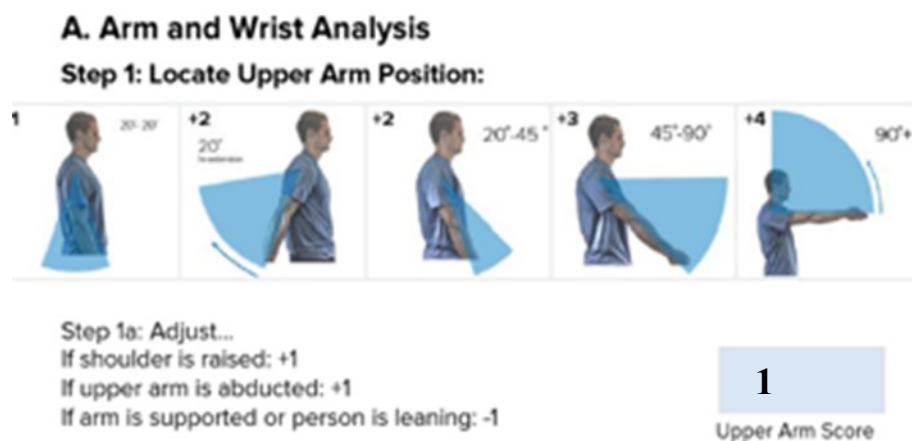 A. Arm and Wrist Analysis
Step 1: Locate Upper Arm Position:
1 +2 +2 +3 +4
20°- 20° 20° 20°-45° 45°-90° 90°+
Step 1a: Adjust...
If shoulder is raised: +1
If upper arm is abducted: +1
If arm is supported or person is leaning: -1
1
Upper Arm Score